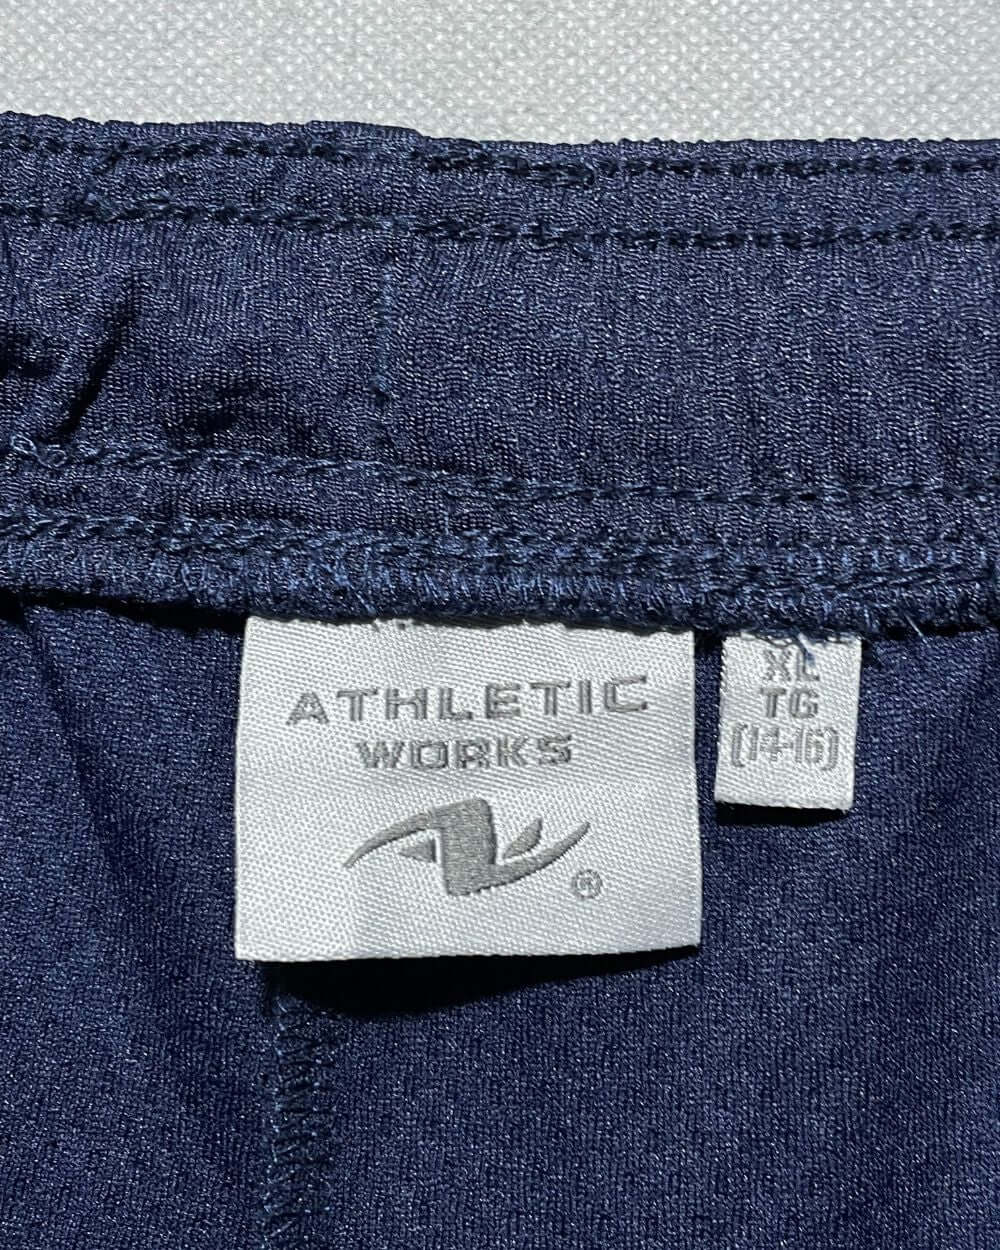 ATHLETIC
WORKS
®
XL
TG
(14-16)